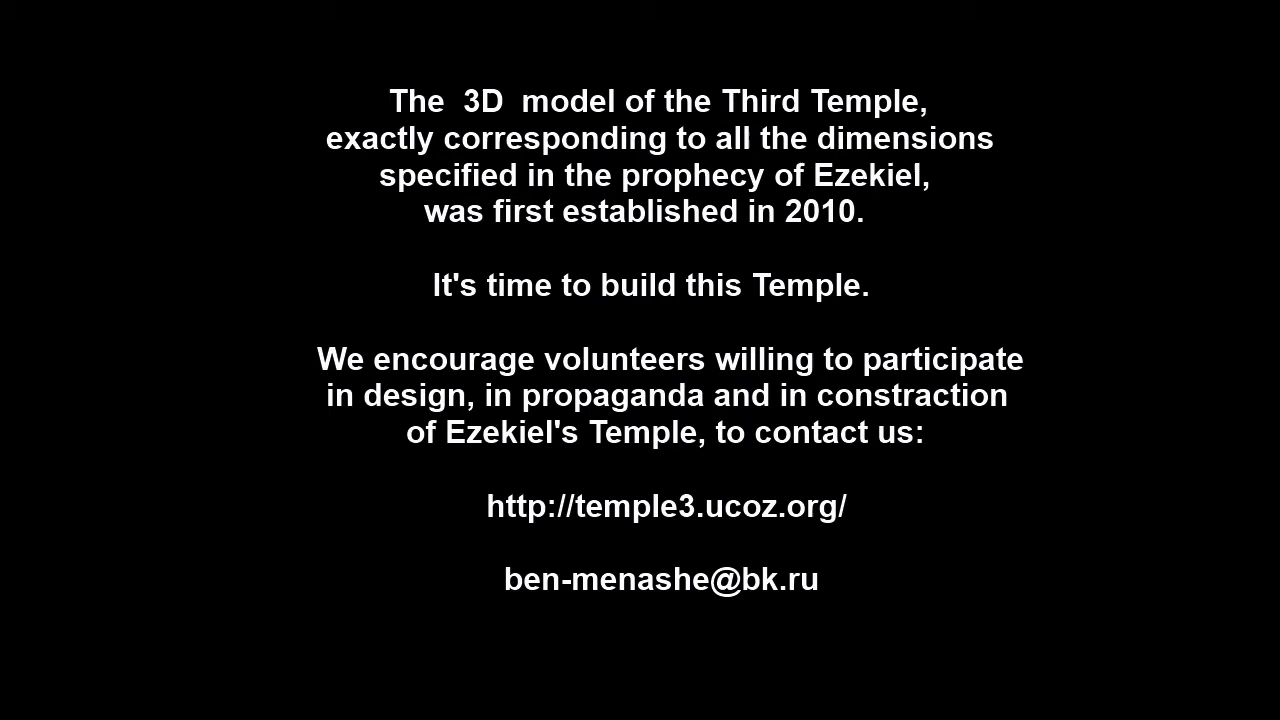 The 3D model of the Third Temple,
exactly corresponding to all the dimensions
specified in the prophecy of Ezekiel,
was first established in 2010.
It's time to build this Temple.
We encourage volunteers willing to participate
in design, in propaganda and in constraction
of Ezekiel's Temple, to contact us:
http://temple3.ucoz.org/
ben-menashe@bk.ru